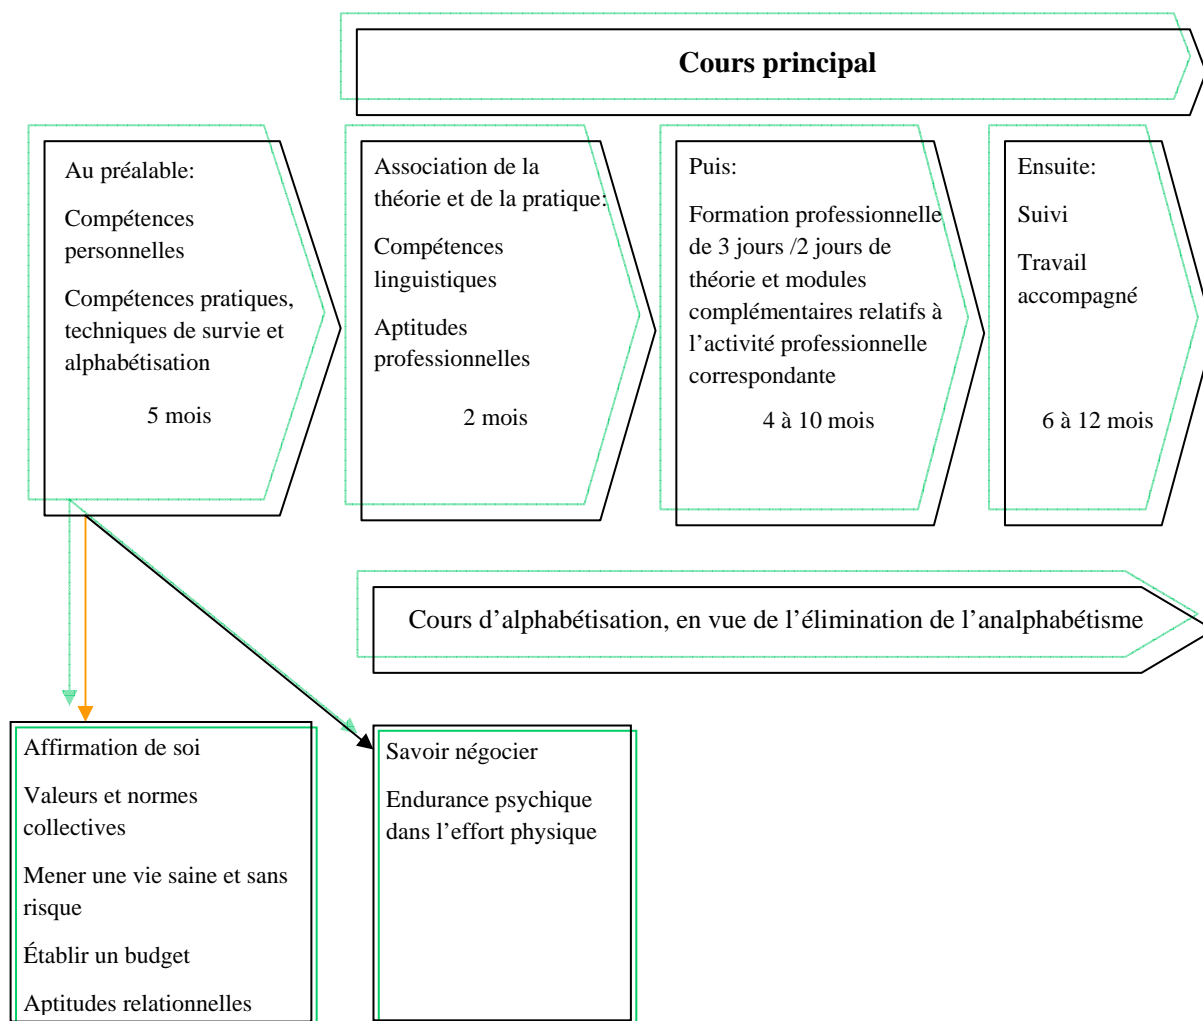 Cours principal
Au préalable:
Compétences
personnelles
Compétences pratiques,
techniques de survie et
alphabétisation
5 mois
Association de la
théorie et de la pratique:
Compétences
linguistiques
Aptitudes
professionnelles
2 mois
Puis:
Formation professionnelle
de 3 jours /2 jours de
théorie et modules
complémentaires relatifs à
l’activité professionnelle
correspondante
4 à 10 mois
Ensuite:
Suivi
Travail
accompagné
6 à 12 mois
Cours d’alphabétisation, en vue de l’élimination de l’analphabétisme
Affirmation de soi
Valeurs et normes
collectives
Mener une vie saine et sans
risque
Établir un budget
Aptitudes relationnelles
Savoir négocier
Endurance psychique
dans l’effort physique